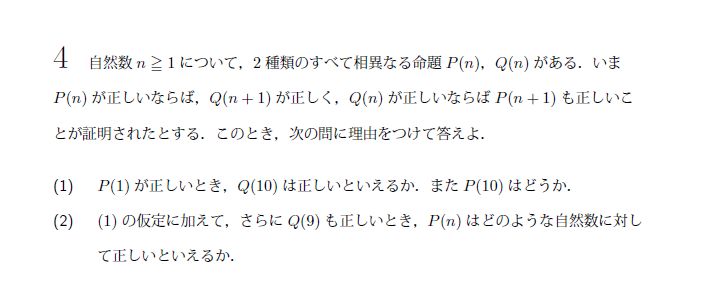 4 自然数 n ≧ 1 について，2 種類のすべて相異なる命題 P(n)，Q(n) がある．いま
P(n) が正しいならば，Q(n + 1) が正しく，Q(n) が正しいならば P(n + 1) も正しいこ
とが証明されたとする．このとき，次の問に理由をつけて答えよ．
(1) P(1) が正しいとき，Q(10) は正しいといえるか．また P(10) はどうか．
(2) (1) の仮定に加えて，さらに Q(9) も正しいとき，P(n) はどのような自然数に対し
て正しいといえるか．